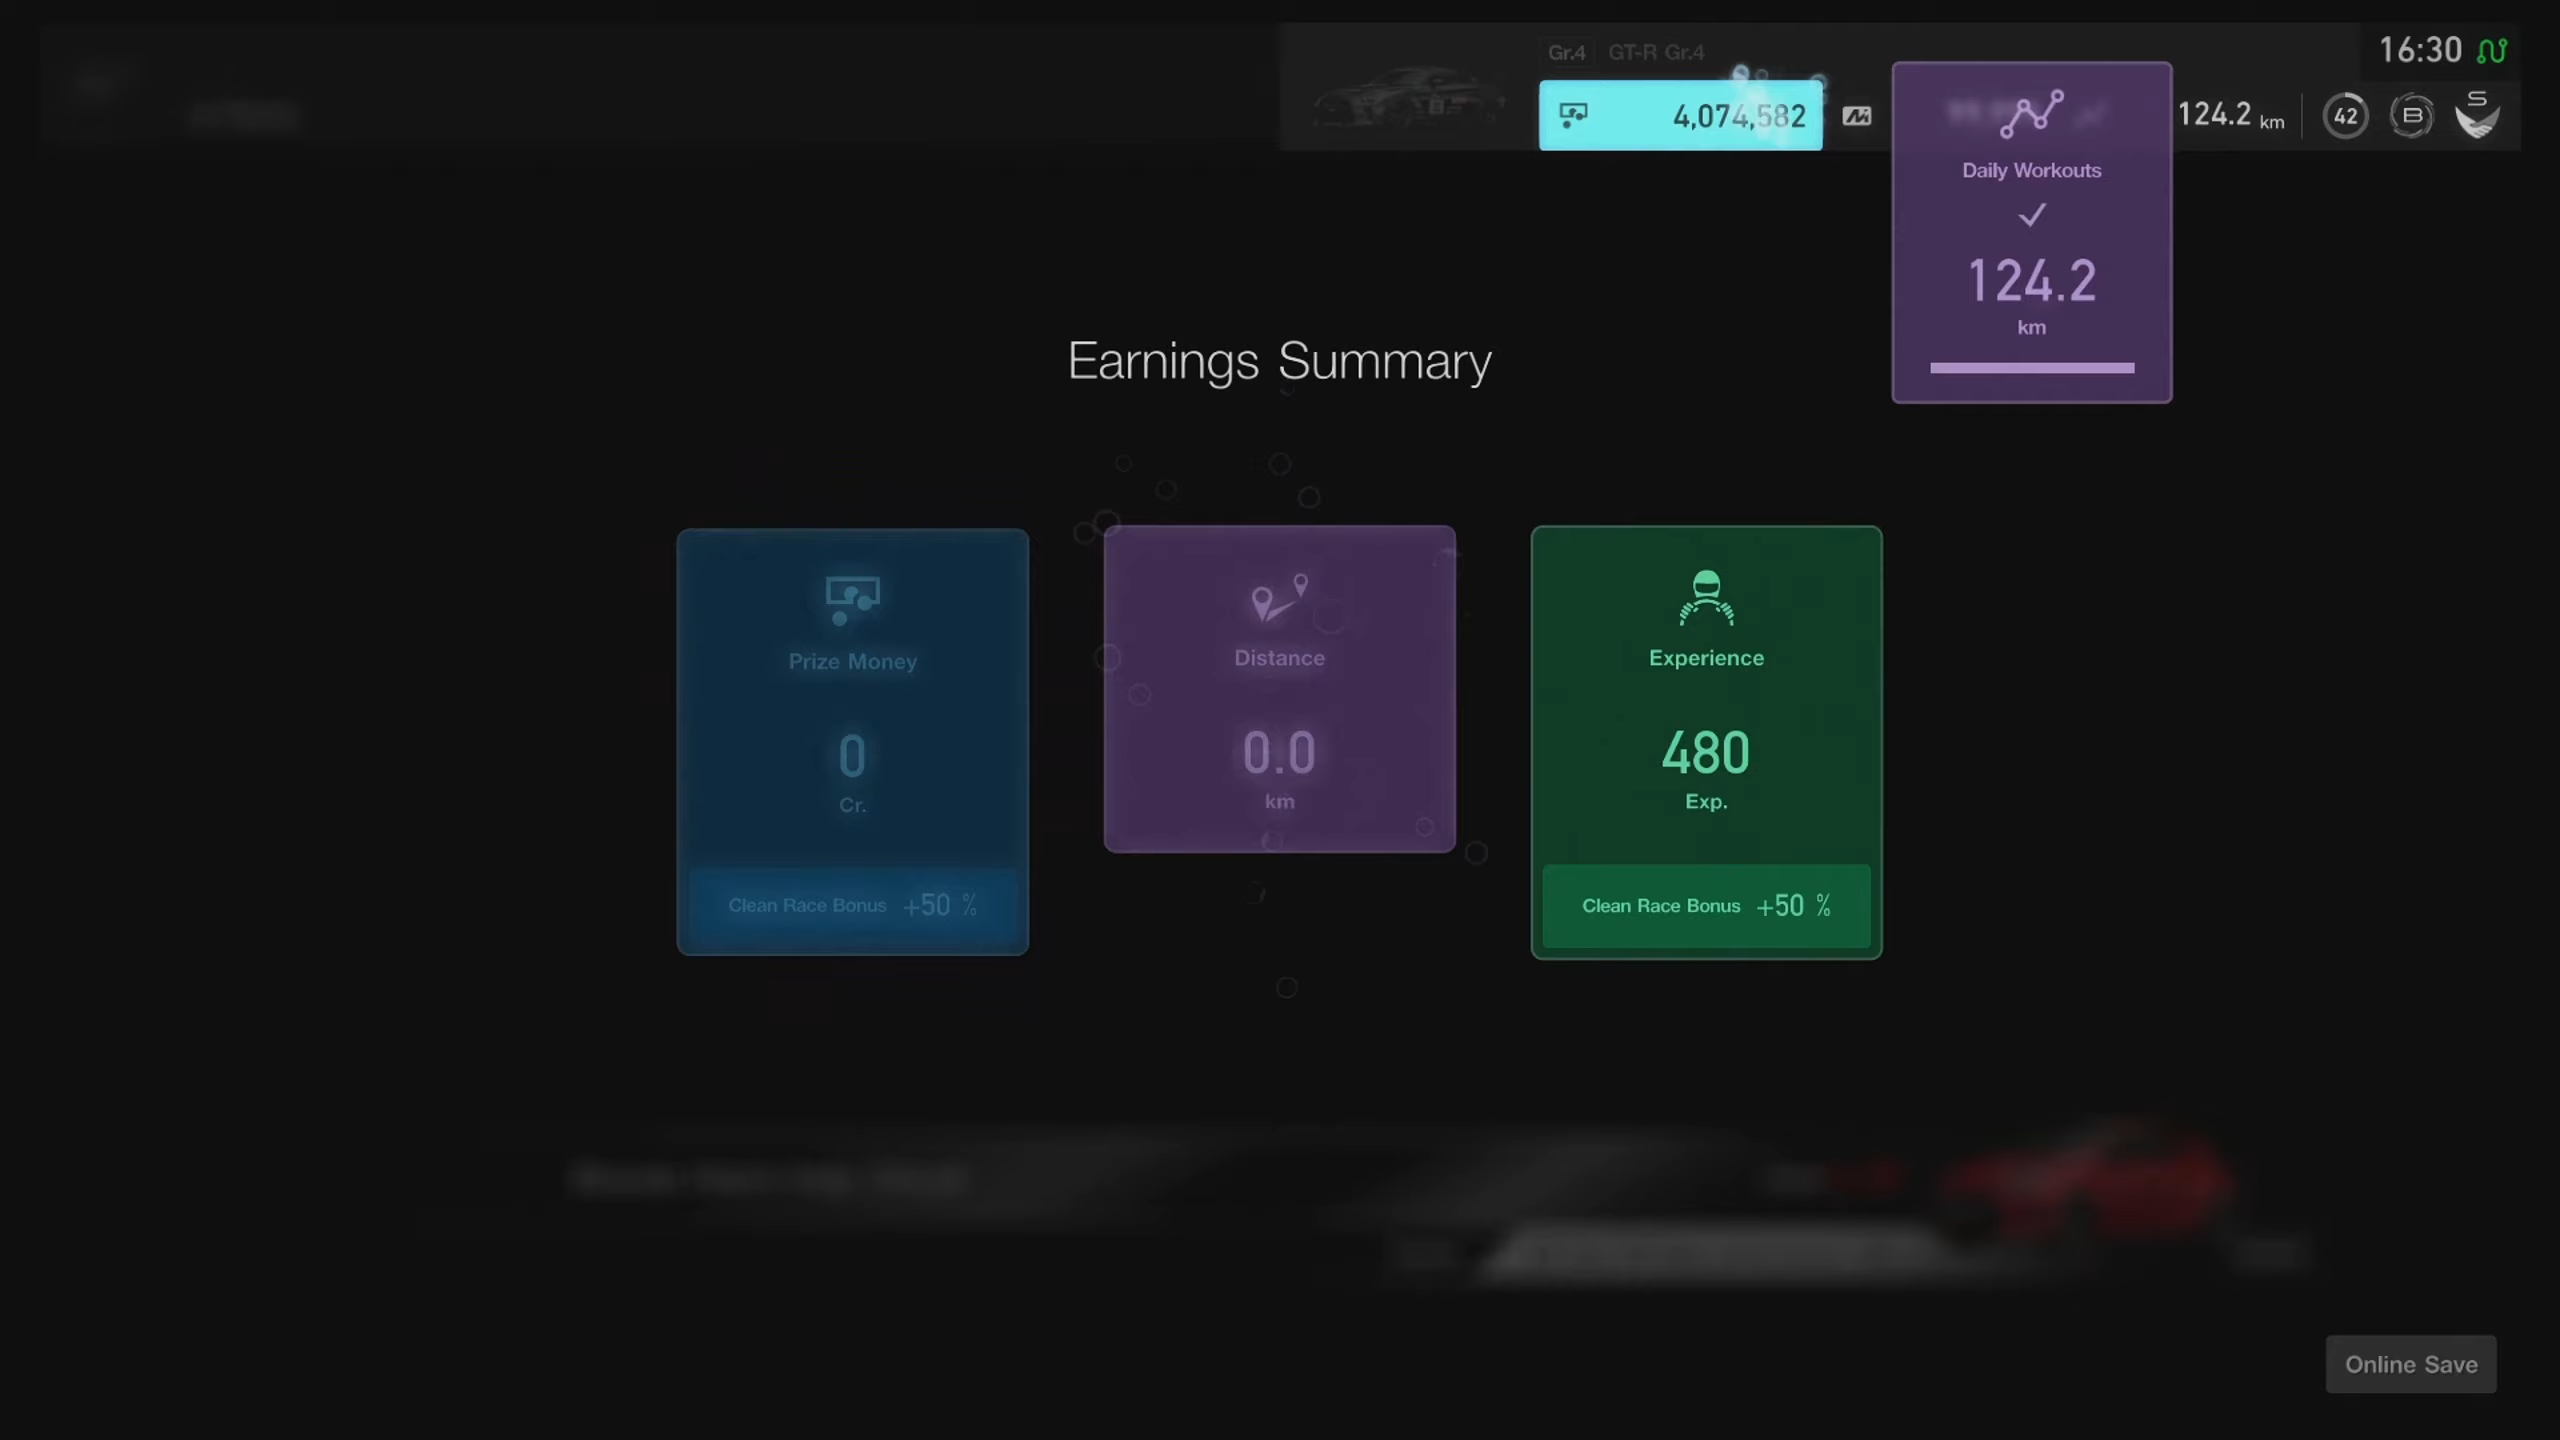 16:30
Gr.4 GT-R Gr.4
4,074,582
124.2 km
42
B
S
Daily Workouts
124.2
km
Earnings Summary
Prize Money
0
Cr.
Clean Race Bonus +50 %
Distance
0.0
km
Experience
480
Exp.
Clean Race Bonus +50 %
Online Save